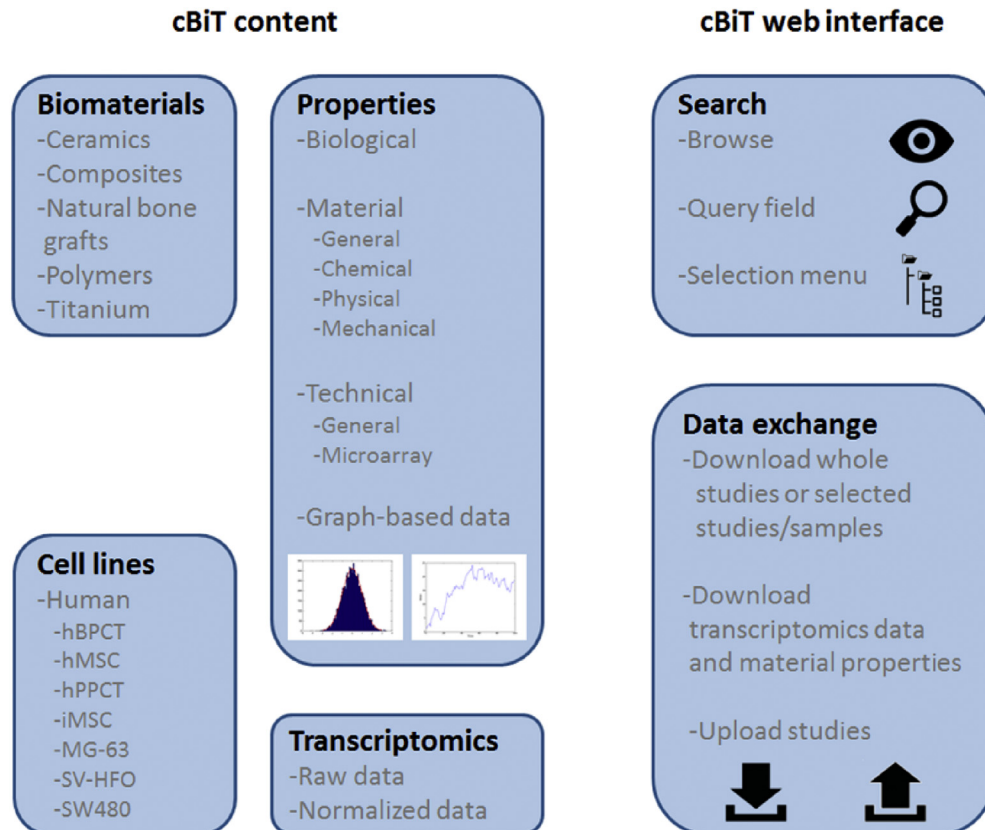 cBiT content
Biomaterials
-Ceramics
-Composites
-Natural bone
grafts
-Polymers
-Titanium
Properties
-Biological
-Material
-General
-Chemical
-Physical
-Mechanical
-Technical
-General
-Microarray
-Graph-based data
Cell lines
-Human
-hBPCT
-hMSC
-hPPCT
-iMSC
-MG-63
-SV-HFO
-SW480
Transcriptomics
-Raw data
-Normalized data
cBiT web interface
Search
-Browse
-Query field
-Selection menu
Data exchange
-Download whole
studies or selected
studies/samples
-Download
transcriptomics data
and material properties
-Upload studies